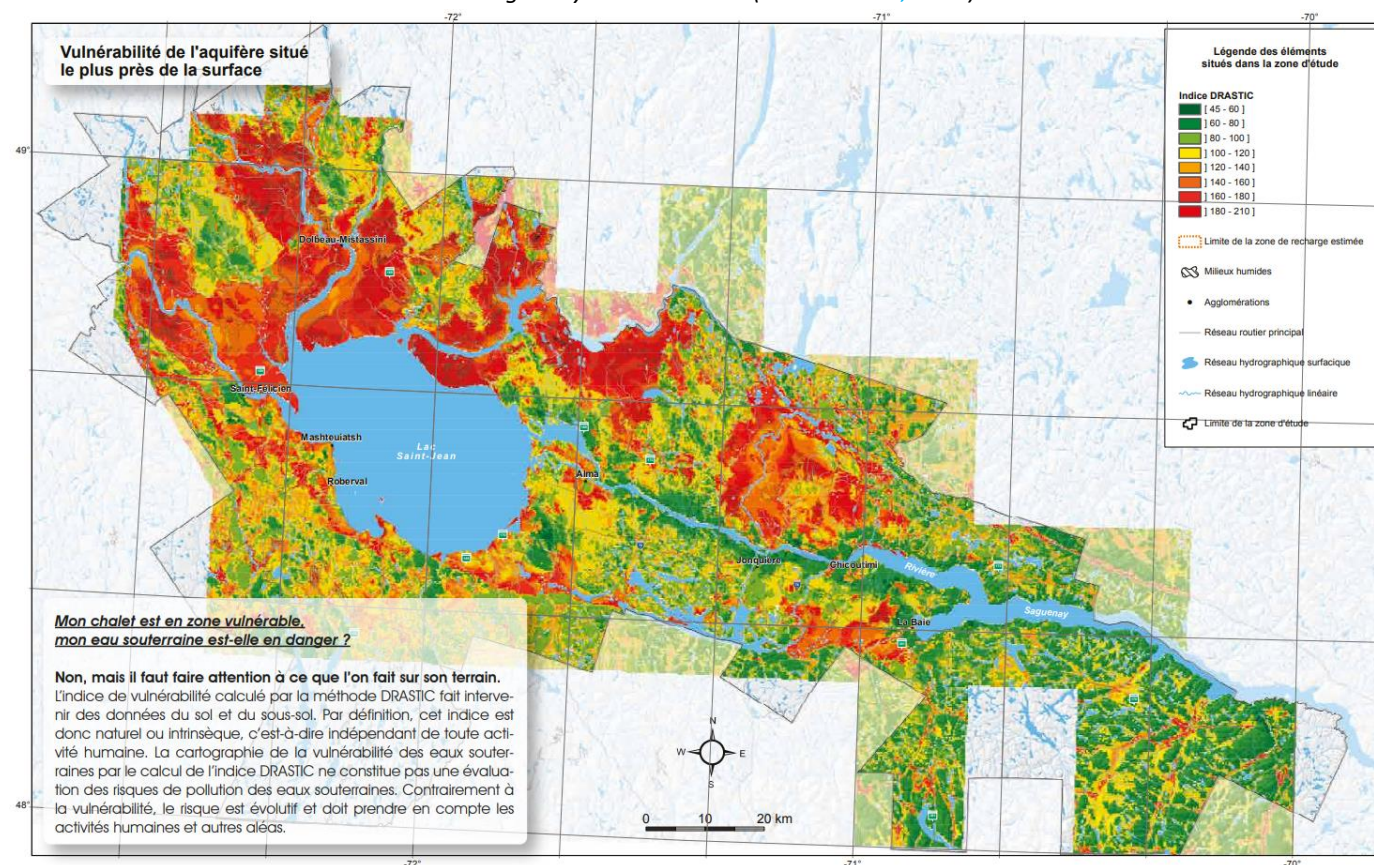 -72°
-71°
-70°
Vulnérabilité de l'aquifère situé
le plus près de la surface
Légende des éléments
situés dans la zone d'étude
Indice DRASTIC
[ 45 - 60 ]
] 60 - 80 ]
] 80 - 100 ]
] 100 - 120 ]
] 120 - 140 ]
] 140 - 160 ]
] 160 - 180 ]
] 180 - 210 ]
Limite de la zone de recharge estimée
Milieux humides
Agglomérations
Réseau routier principal
Réseau hydrographique surfacique
Réseau hydrographique linéaire
Limite de la zone d'étude
49°
Dolbeau-Mistassini
Saint-Félicien
Mashteuiatsh
Lac
Saint-Jean
Roberval
Alma
Jonquière
Chicoutimi
Rivière
Saguenay
La Baie
Mon chalet est en zone vulnérable,
mon eau souterraine est-elle en danger ?
Non, mais il faut faire attention à ce que l'on fait sur son terrain.
L'indice de vulnérabilité calculé par la méthode DRASTIC fait interve-
nir des données du sol et du sous-sol. Par définition, cet indice est
donc naturel ou intrinsèque, c'est-à-dire indépendant de toute acti-
vité humaine. La cartographie de la vulnérabilité des eaux souter-
raines par le calcul de l'indice DRASTIC ne constitue pas une évalua-
tion des risques de pollution des eaux souterraines. Contrairement à
la vulnérabilité, le risque est évolutif et doit prendre en compte les
activités humaines et autres aléas.
N
W
E
S
0 10 20 km
48°
-72°
-71°
-70°